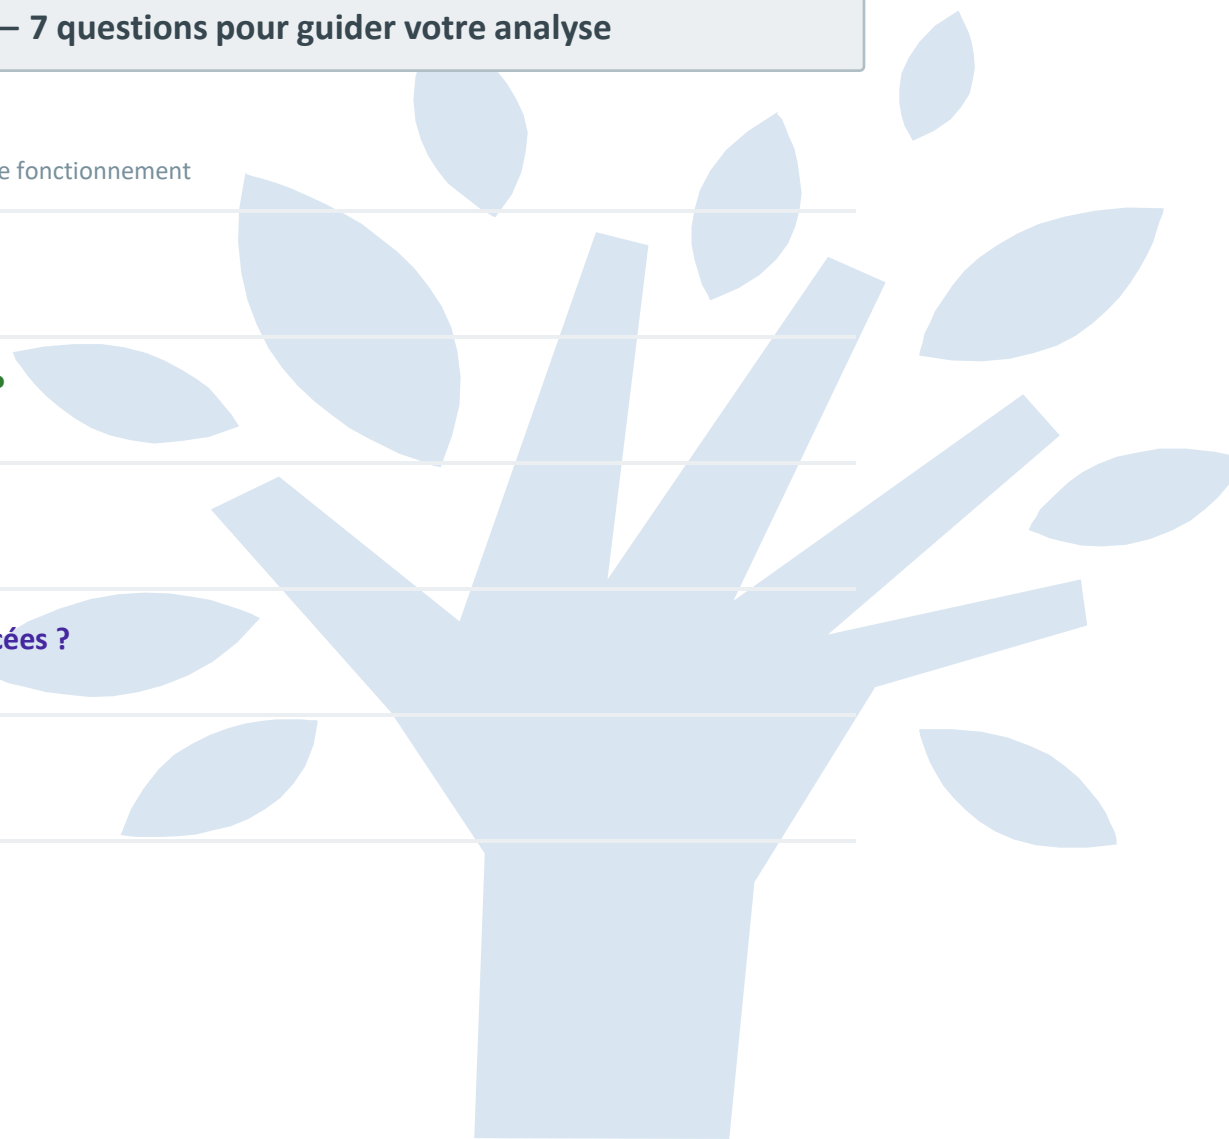 – 7 questions pour guider votre analyse
e fonctionnement
cées ?